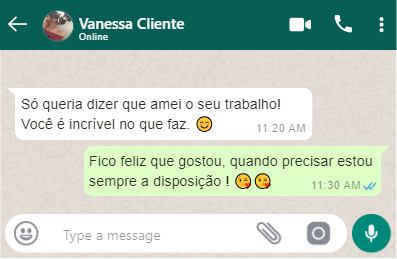 Vanessa Cliente
Online
Só queria dizer que amei o seu trabalho!
Você é incrível no que faz. 😊
11:20 AM
Fico feliz que gostou, quando precisar estou
sempre a disposição ! 😘😘
11:30 AM
Type a message